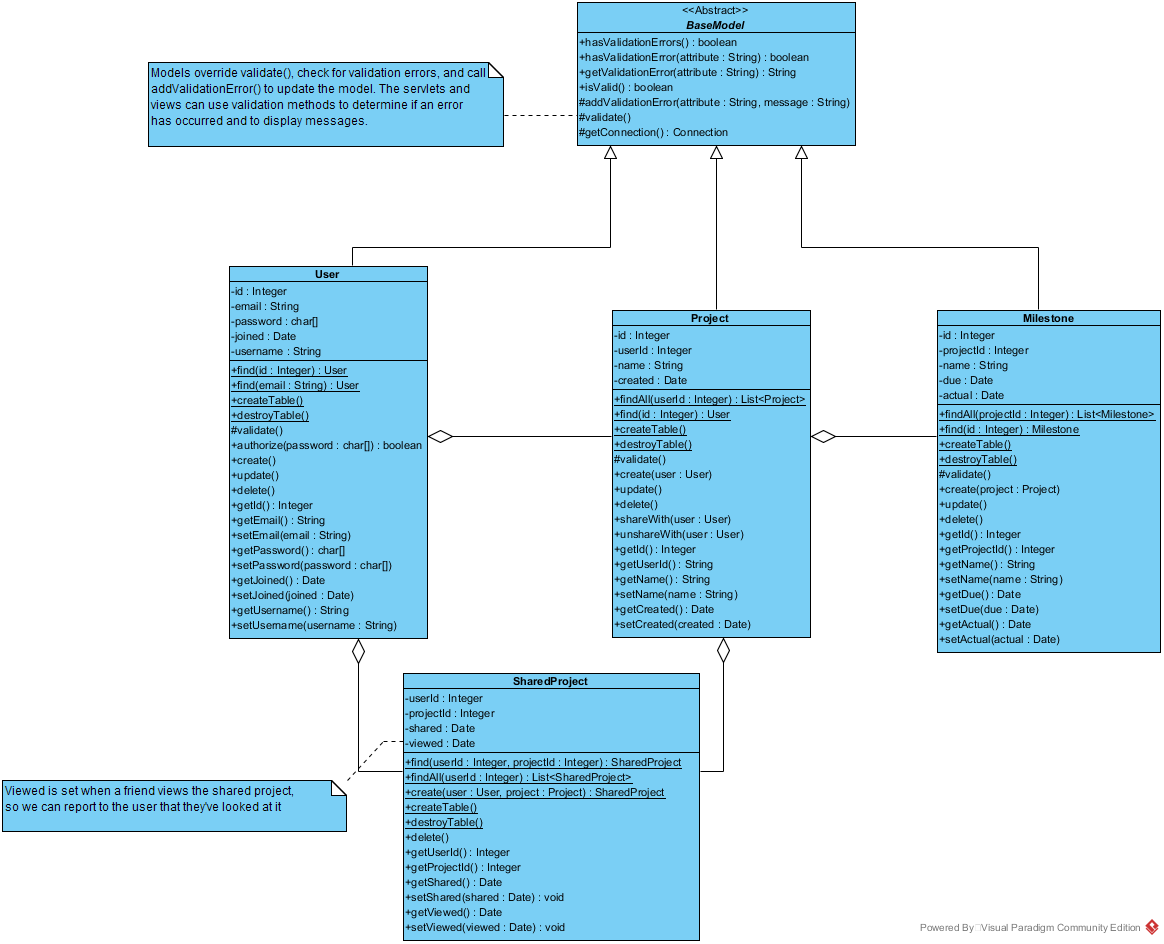 <<Abstract>>
BaseModel
+hasValidationErrors() : boolean
+hasValidationError(attribute : String) : boolean
+getValidationError(attribute : String) : String
+isValid() : boolean
#addValidationError(attribute : String, message : String)
#validate()
#getConnection() : Connection
Models override validate(), check for validation errors, and call
addValidationError() to update the model. The servlets and
views can use validation methods to determine if an error
has occurred and to display messages.
User
-id : Integer
-email : String
-password : char[]
-joined : Date
-username : String
+find(id : Integer) : User
+find(email : String) : User
+createTable()
+destroyTable()
#validate()
+authorize(password : char[]) : boolean
+create()
+update()
+delete()
+getId() : Integer
+getEmail() : String
+setEmail(email : String)
+getPassword() : char[]
+setPassword(password : char[])
+getJoined() : Date
+setJoined(joined : Date)
+getUsername() : String
+setUsername(username : String)
Project
-id : Integer
-userId : Integer
-name : String
-created : Date
+findAll(userId : Integer) : List<Project>
+find(id : Integer) : User
+createTable()
+destroyTable()
#validate()
+create(user : User)
+update()
+delete()
+shareWith(user : User)
+unshareWith(user : User)
+getId() : Integer
+getUserId() : String
+getName() : String
+setName(name : String)
+getCreated() : Date
+setCreated(created : Date)
Milestone
-id : Integer
-projectId : Integer
-name : String
-due : Date
-actual : Date
+findAll(projectId : Integer) : List<Milestone>
+find(id : Integer) : Milestone
+createTable()
+destroyTable()
#validate()
+create(project : Project)
+update()
+delete()
+getId() : Integer
+getProjectId() : Integer
+getName() : String
+setName(name : String)
+getDue() : Date
+setDue(due : Date)
+getActual() : Date
+setActual(actual : Date)
SharedProject
-userId : Integer
-projectId : Integer
-shared : Date
-viewed : Date
+find(userId : Integer, projectId : Integer) : SharedProject
+findAll(userId : Integer) : List<SharedProject>
+create(user : User, project : Project) : SharedProject
+createTable()
+destroyTable()
+delete()
+getUserId() : Integer
+getProjectId() : Integer
+getShared() : Date
+setShared(shared : Date) : void
+getViewed() : Date
+setViewed(viewed : Date) : void
Viewed is set when a friend views the shared project,
so we can report to the user that they've looked at it
Powered By Visual Paradigm Community Edition